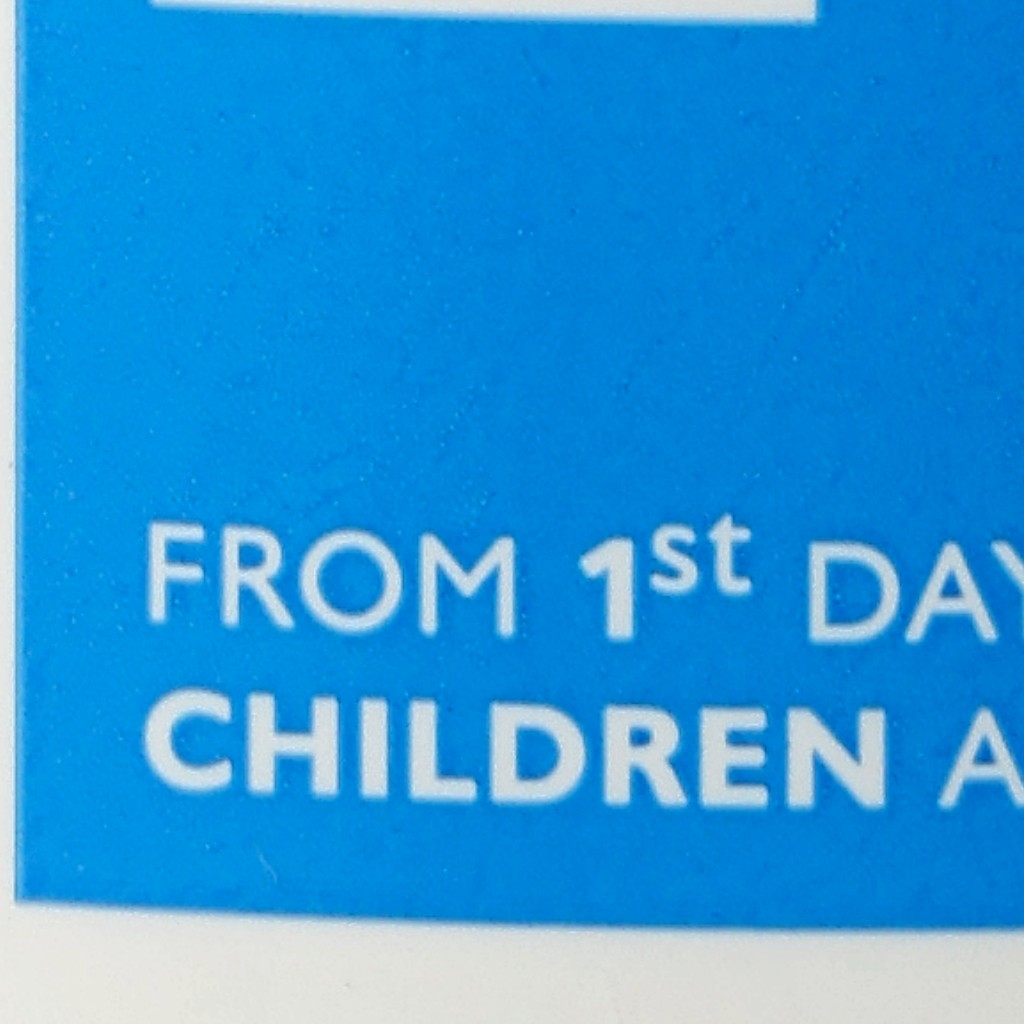 FROM 1st DAY
CHILDREN A